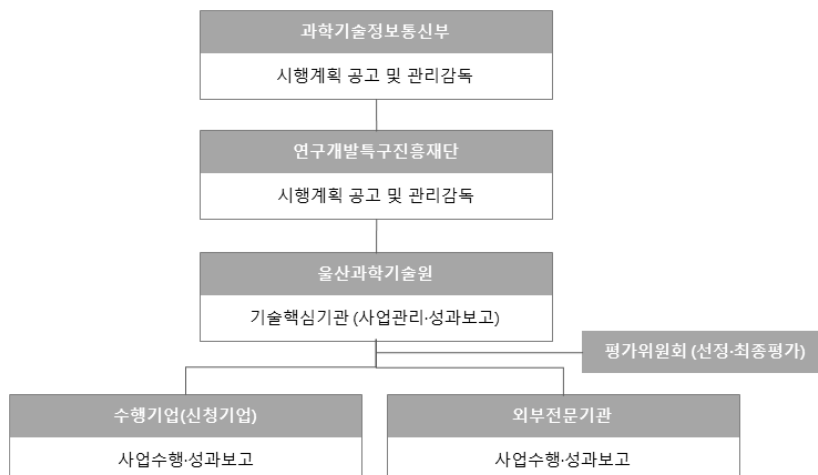 과학기술정보통신부
시행계획 공고 및 관리감독
연구개발특구진흥재단
시행계획 공고 및 관리감독
울산과학기술원
기술핵심기관 (사업관리·성과보고)
평가위원회 (선정·최종평가)
수행기업(신청기업)
사업수행·성과보고
외부전문기관
사업수행·성과보고